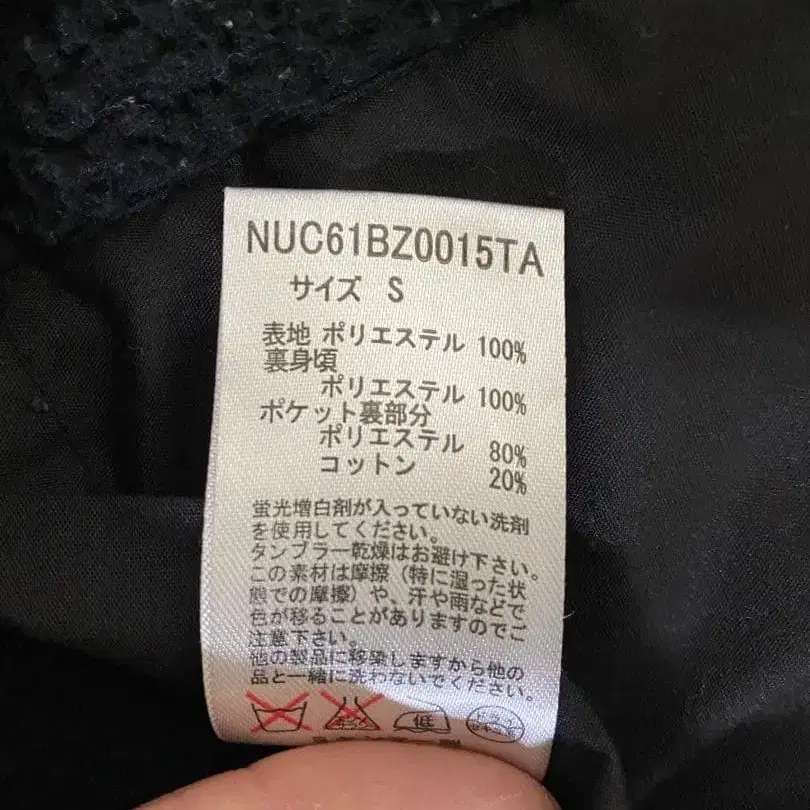 NUC61BZ0015TA
サイズ S
表地 ポリエステル 100%
裏身頃
ポリエステル 100%
ポケット裏部分
ポリエステル 80%
コットン 20%
蛍光増白剤が入っていない洗剤
を使用してください。
タンブラー乾燥はお避け下さい。
この素材は摩擦（特に湿った状
態での摩擦）や、汗や雨などで
色が移ることがありますのでご
注意下さい。
他の製品に移染しますから他の
品と一緒に洗わないでください。
低